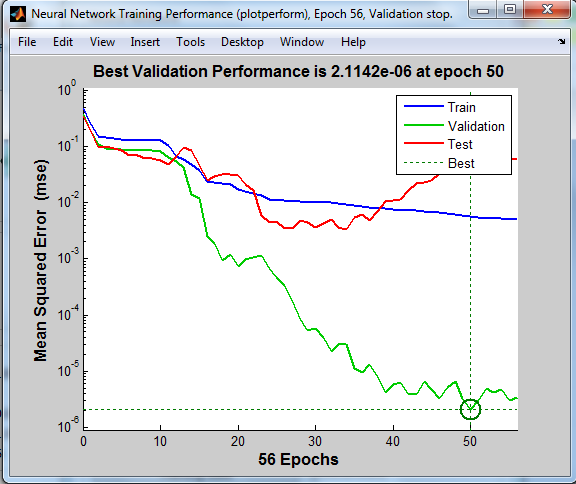 Neural Network Training Performance (plotperform), Epoch 56, Validation stop.
File Edit View Insert Tools Desktop Window Help
Best Validation Performance is 2.1142e-06 at epoch 50
Mean Squared Error (mse)
10^0
10^-1
10^-2
10^-3
10^-4
10^-5
10^-6
Train
Validation
Test
Best
0 10 20 30 40 50
56 Epochs